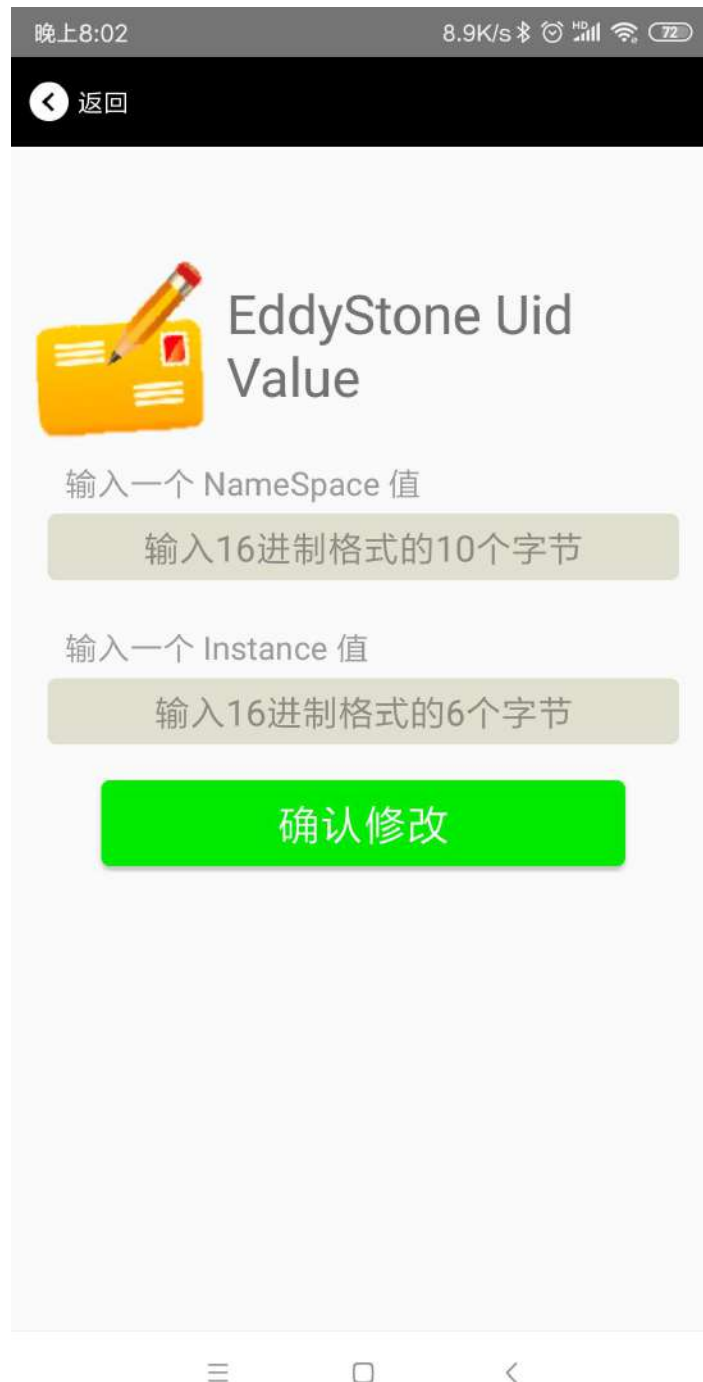 晚上8:02
8.9K/s HD 72
返回
EddyStone Uid
Value
输入一个 NameSpace 值
输入16进制格式的10个字节
输入一个 Instance 值
输入16进制格式的6个字节
确认修改